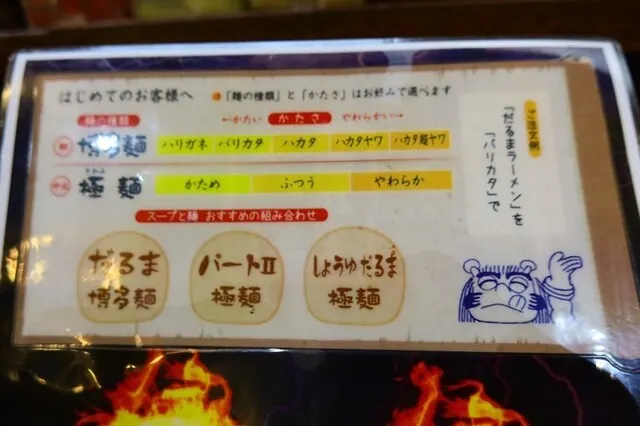 はじめてのお客様へ
「麺の種類」と「かたさ」はお好みで選べます
麺の種類
←かたい かたさ やわらかい→
細 博多麺 ハリガネ バリカタ ハカタ ハカタヤワ ハカタ超ヤワ
極麺 かため ふつう やわらか
スープと麺 おすすめの組み合わせ
だるま
博多麺
パートII
極麺
しょうゆだるま
極麺
ご注文例
「だるまラーメン」を
「バリカタ」で